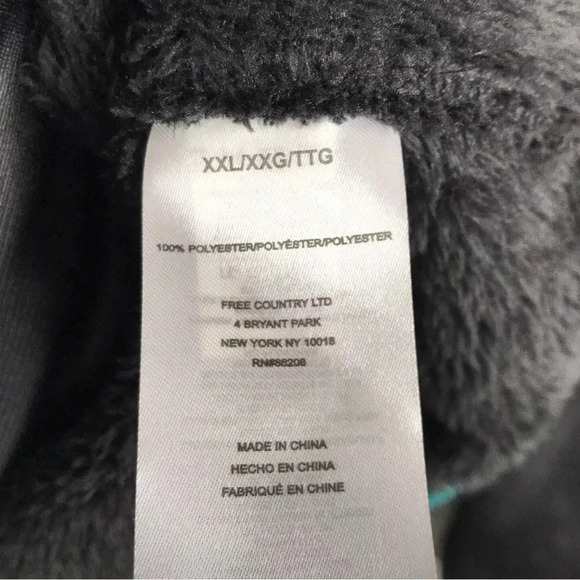 XXL/XXG/TTG
100% POLYESTER/POLYÉSTER/POLYESTER
FREE COUNTRY LTD
4 BRYANT PARK
NEW YORK NY 10018
RN#88208
MADE IN CHINA
HECHO EN CHINA
FABRIQUÉ EN CHINE